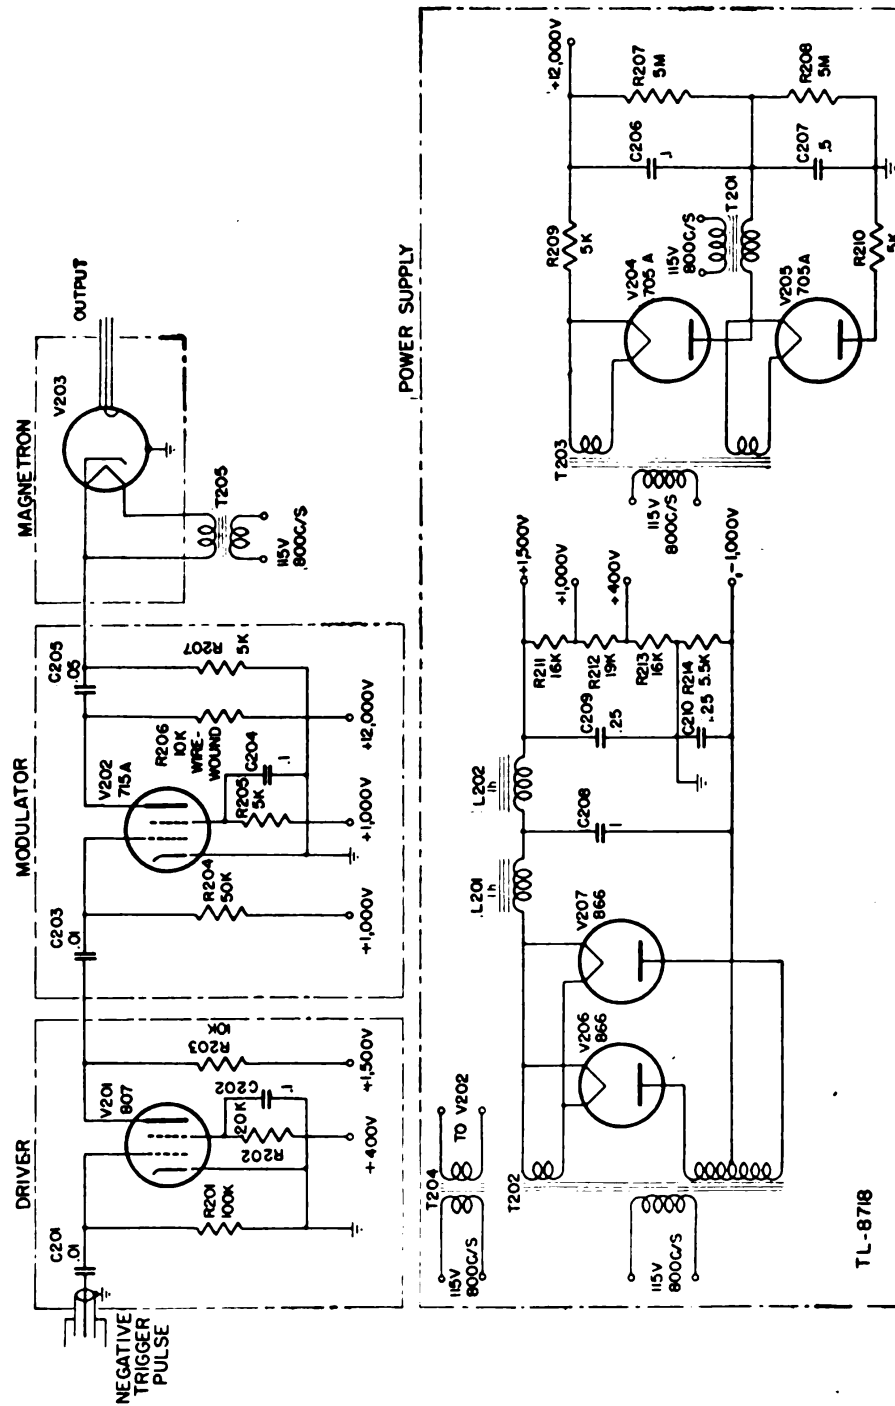 DRIVER
C201
.01
NEGATIVE
TRIGGER
PULSE
R201
100K
V201
807
R202
20K
C202
.1
R203
10K
+400V
+1,500V
MODULATOR
C203
.01
R204
50K
+1,000V
V202
715A
R205
5K
+1,000V
C204
.1
R206
10K
WIRE-
WOUND
+12,000V
R207
5K
C205
.05
MAGNETRON
V203
OUTPUT
T205
115V
800C/S
POWER SUPPLY
T204
115V
800C/S
TO V202
T202
115V
800C/S
V206
866
V207
866
L201
1h
L202
1h
C208
.1
C209
.25
C210
.25
R211
16K
R212
19K
R213
16K
R214
5.5K
+1,500V
+1,000V
+400V
-1,000V
T203
115V
800C/S
V204
705A
V205
705A
R209
5K
R210
5K
115V
800C/S
T201
C206
.1
C207
.5
R207
5M
R208
5M
+12,000V
TL-8718